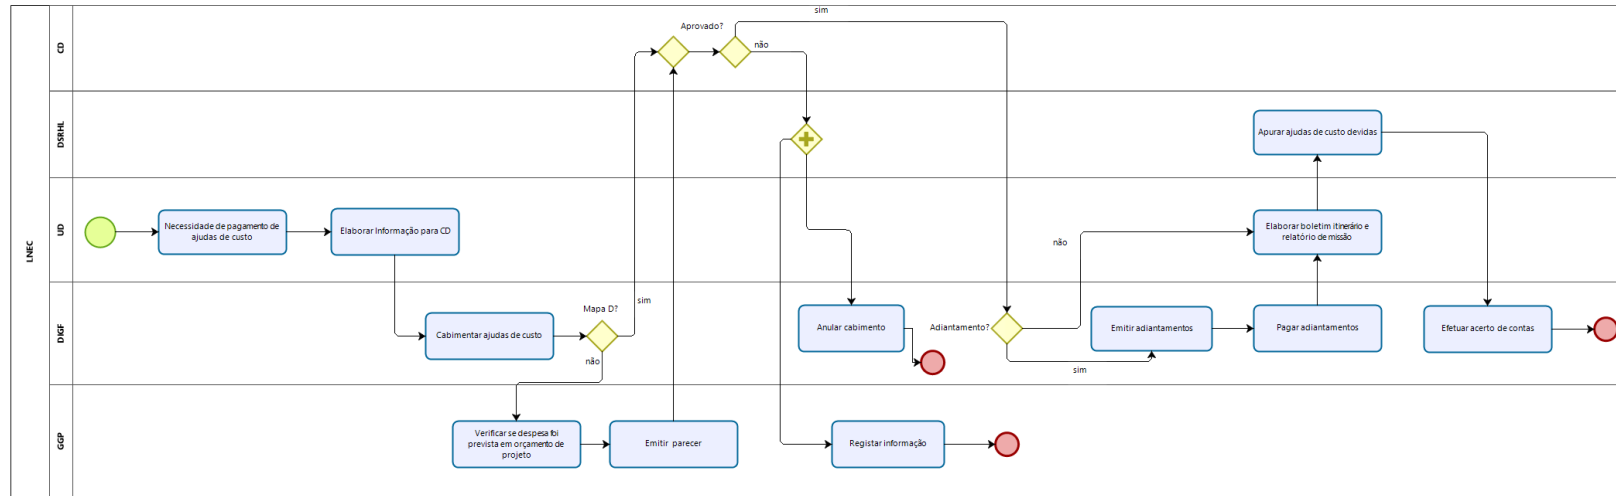 sim
Aprovado?
não
CD
DSRHL
Apurar ajudas de custo devidas
LNEC
UD
Necessidade de pagamento de
ajudas de custo
Elaborar Informação para CD
Elaborar boletim itinerário e
relatório de missão
não
DIGF
Mapa D?
sim
Cabimentar ajudas de custo
não
Anular cabimento
Adiantamento?
Emitir adiantamentos
Pagar adiantamentos
Efetuar acerto de contas
sim
GGP
Verificar se despesa foi
prevista em orçamento de
projeto
Emitir parecer
Registar informação